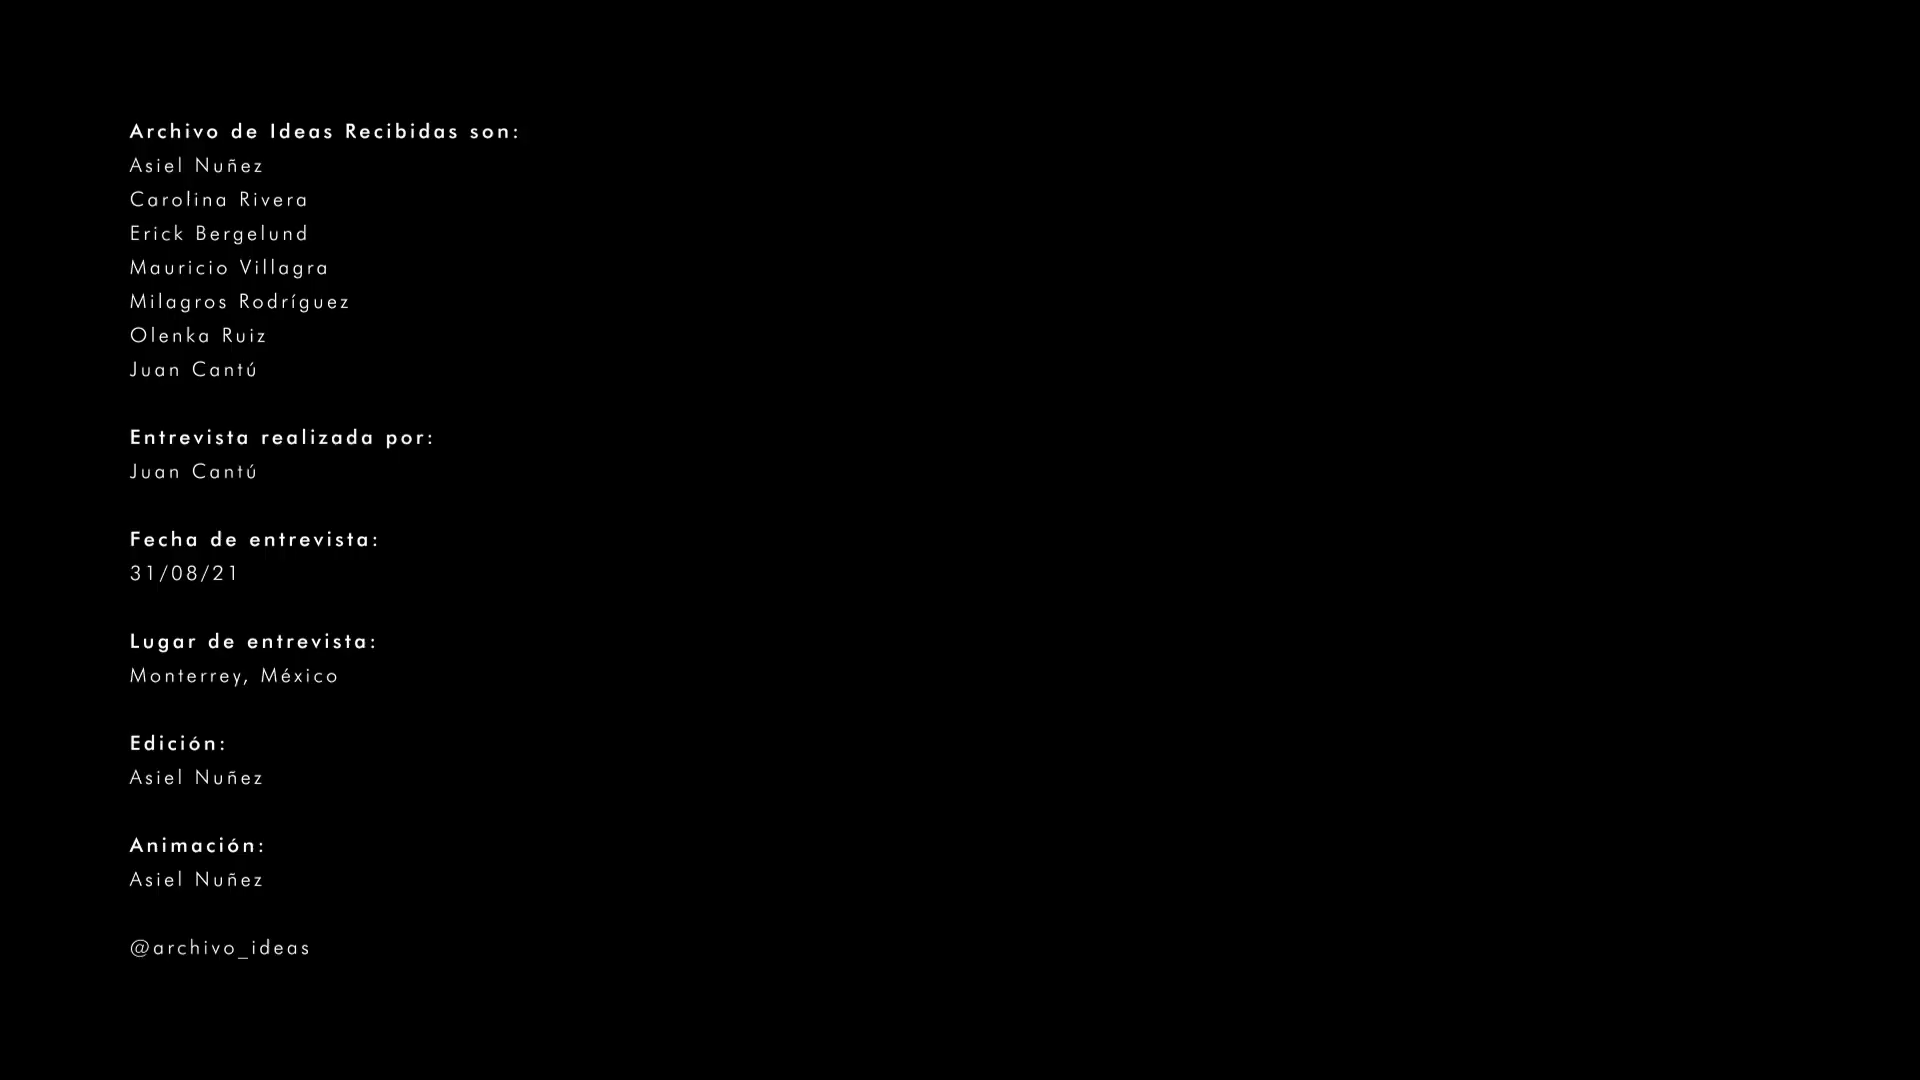 Archivo de Ideas Recibidas son:
Asiel Nuñez
Carolina Rivera
Erick Bergelund
Mauricio Villagra
Milagros Rodríguez
Olenka Ruiz
Juan Cantú
Entrevista realizada por:
Juan Cantú
Fecha de entrevista:
31/08/21
Lugar de entrevista:
Monterrey, México
Edición:
Asiel Nuñez
Animación:
Asiel Nuñez
@archivo_ideas